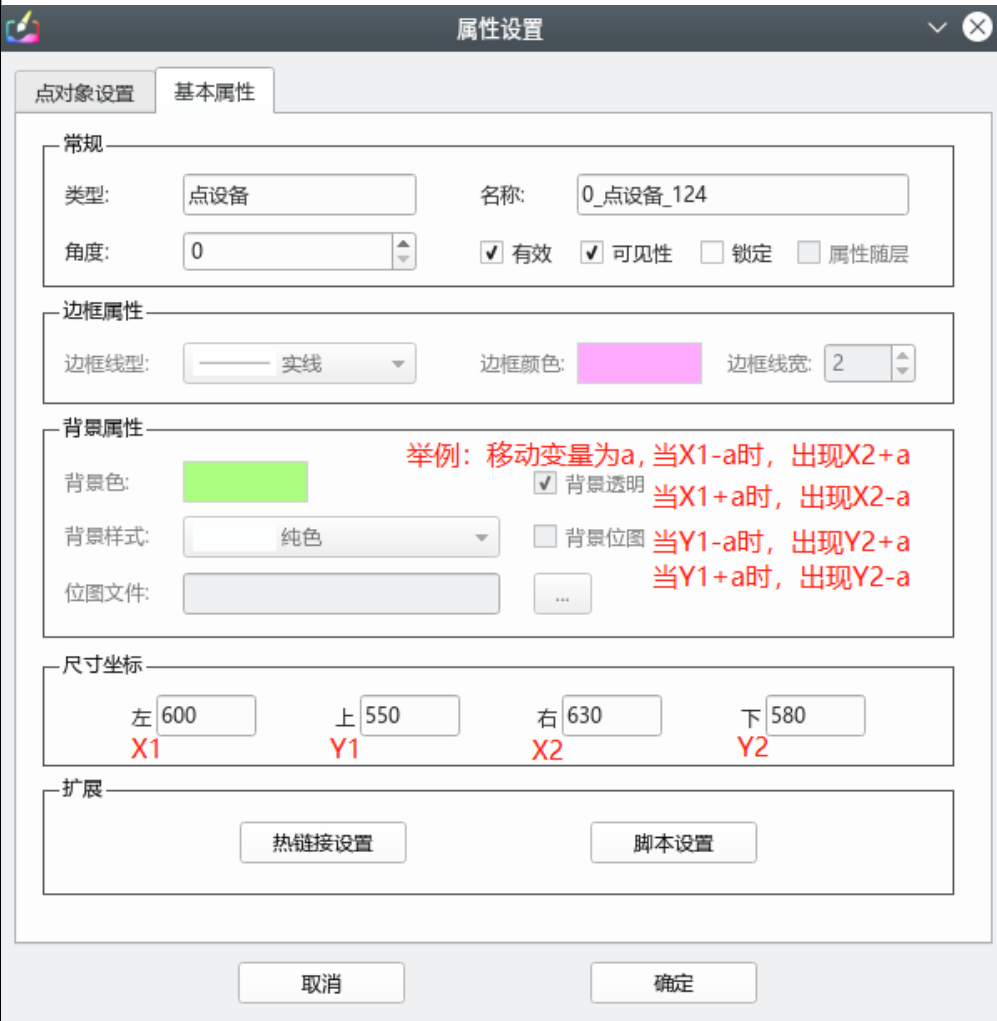 属性设置
点对象设置 基本属性
常规
类型: 点设备 名称: 0_点设备_124
角度: 0 有效 可见性 锁定 属性随层
边框属性
边框线型: 实线 边框颜色: 边框线宽: 2
背景属性
举例：移动变量为a, 当X1-a时，出现X2+a
背景色: 背景透明 当X1+a时，出现X2-a
背景样式: 纯色 背景位图 当Y1-a时，出现Y2+a
当Y1+a时，出现Y2-a
位图文件: ...
尺寸坐标
左 600 上 550 右 630 下 580
X1 Y1 X2 Y2
扩展
热链接设置 脚本设置
取消 确定